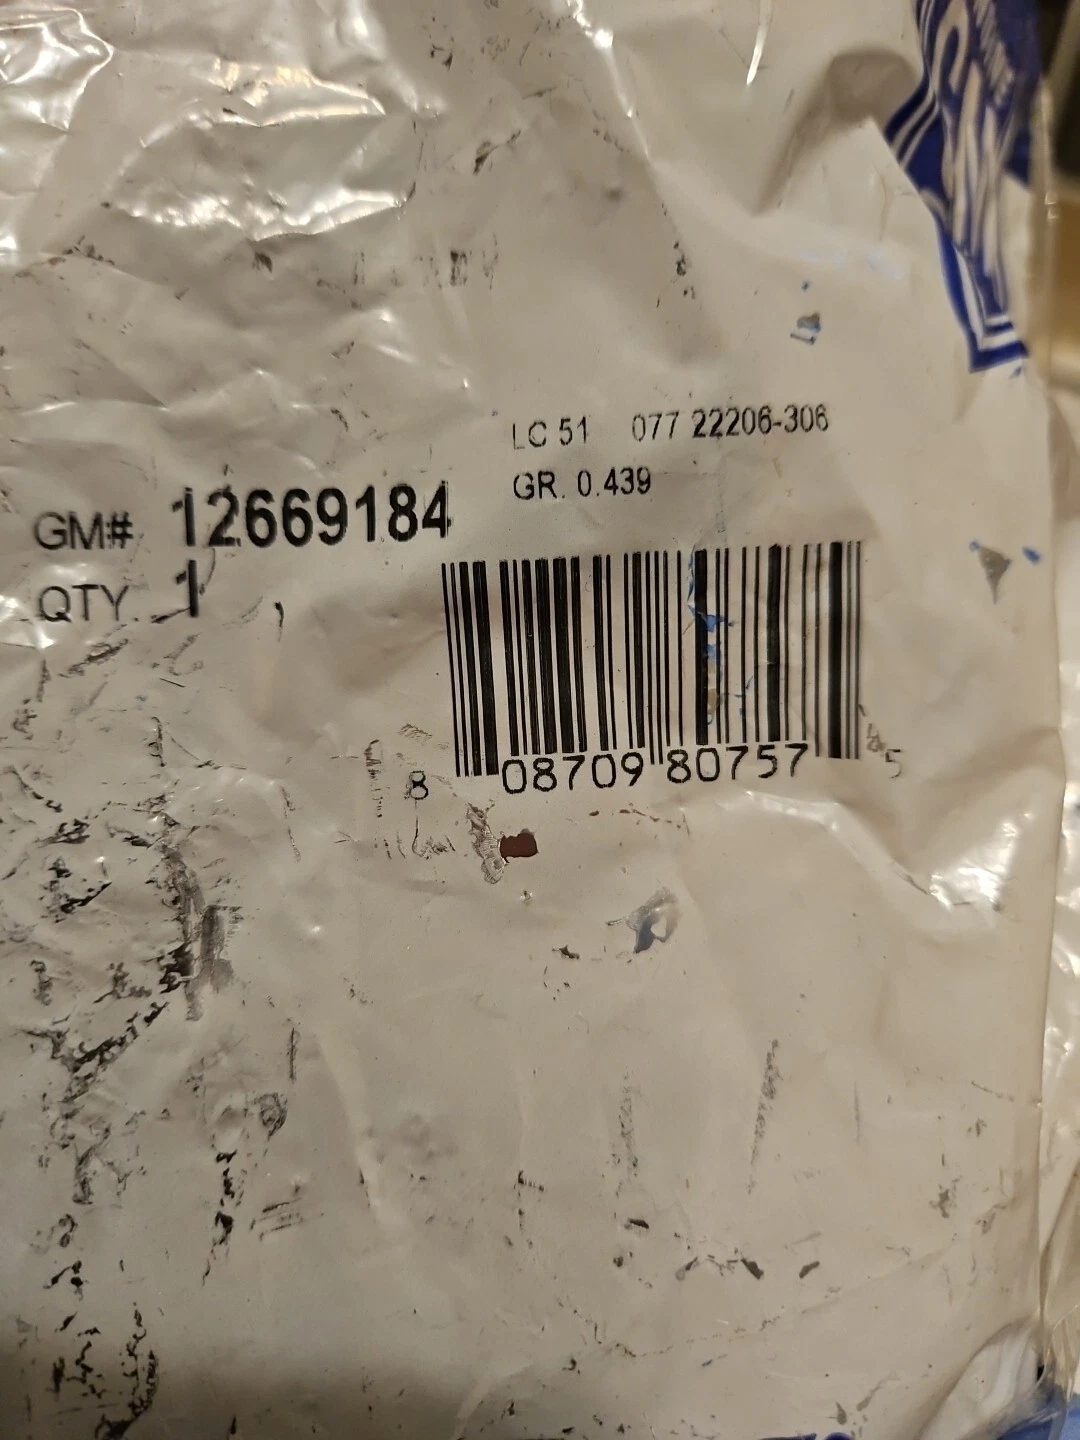 LC 51 077 22206-306
GR. 0.439
GM# 12669184
QTY. 1
8 08709 80757 5